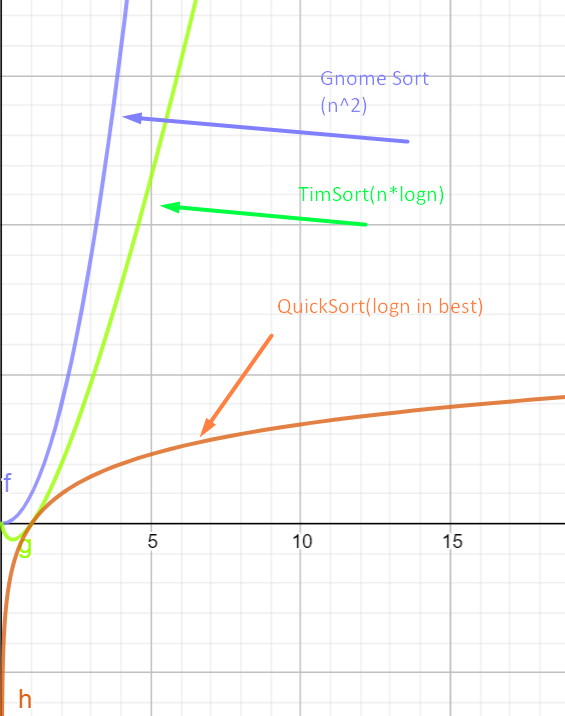 Gnome Sort
(n^2)
TimSort(n*logn)
QuickSort(logn in best)
f
5
10
15
g
h